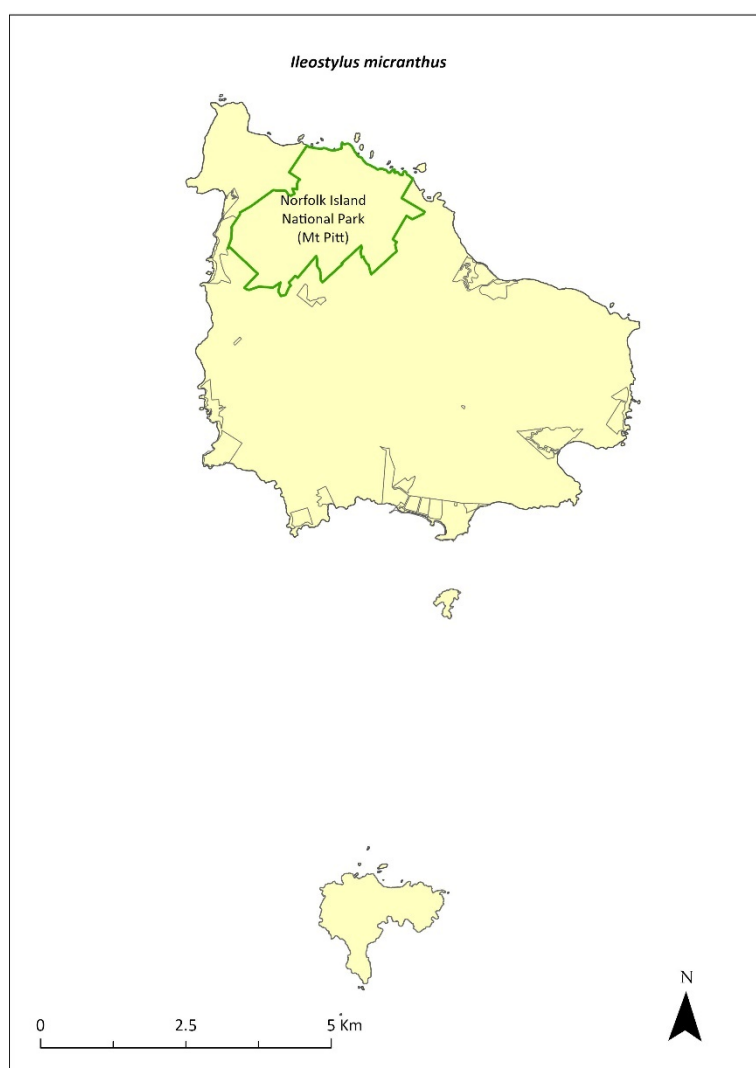 Ileostylus micranthus
Norfolk Island
National Park
(Mt Pitt)
N
0 2.5 5 Km